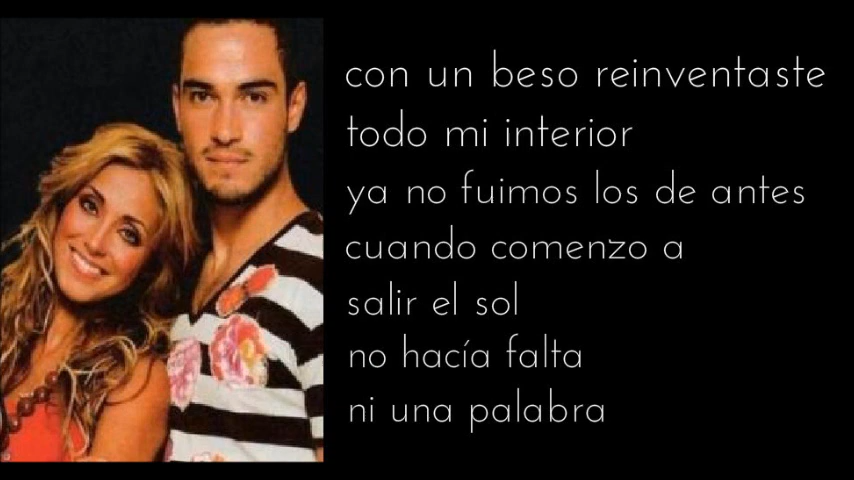 con un beso reinventaste
todo mi interior
ya no fuimos los de antes
cuando comenzo a
salir el sol
no hacía falta
ni una palabra